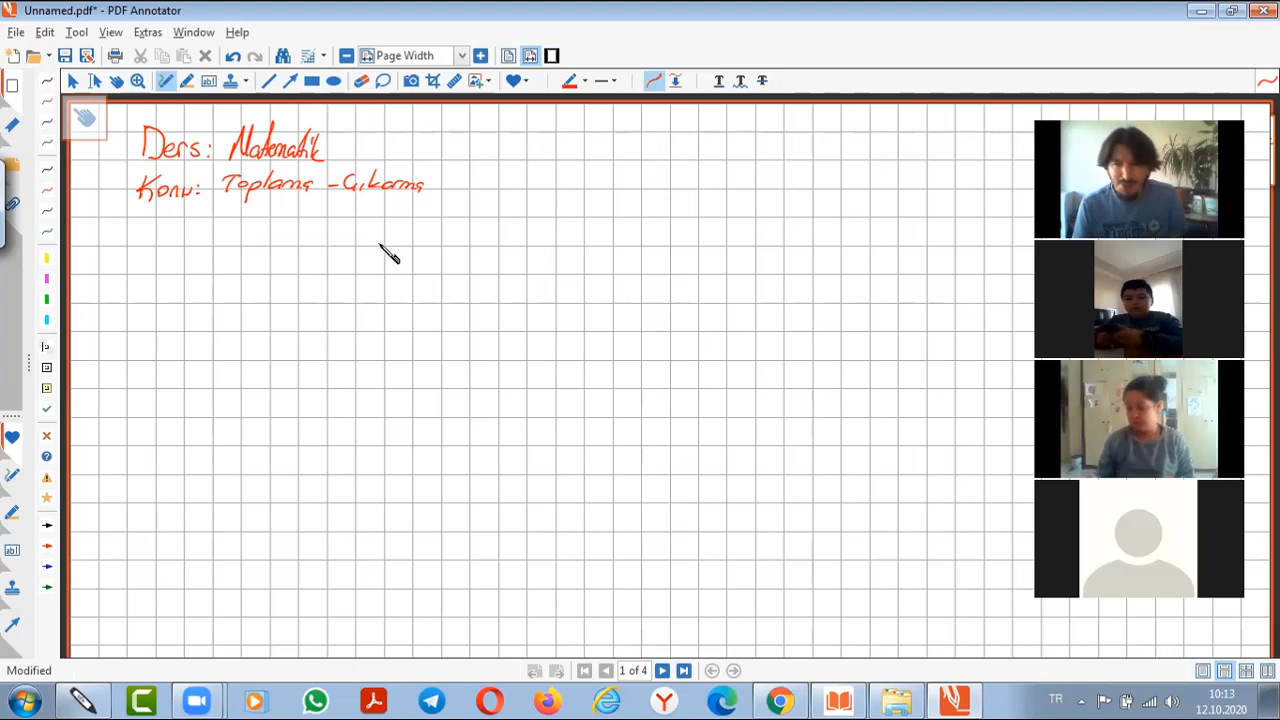 Unnamed.pdf* - PDF Annotator
File Edit Tool View Extras Window Help
Page Width
Ders: Matematik
Konu: Toplama - Çıkarma
Modified
1 of 4
TR
10:13
12.10.2020